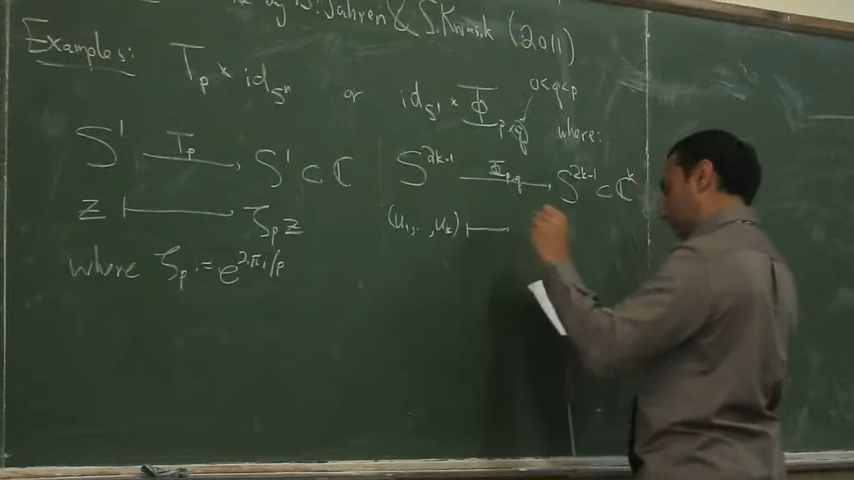 by B. Jahren & S. Kwasik (2011)
Examples: T_p × id_{S^n} or id_{S^1} × Φ_{p,q} 0<q<p
where:
S^1 —T_p→ S^1 ⊂ ℂ
z ⟼ ζ_p z
where ζ_p := e^{2πi/p}
S^{2k-1} —Φ_{p,q}→ S^{2k-1} ⊂ ℂ^k
(u_1,...,u_k) ⟼